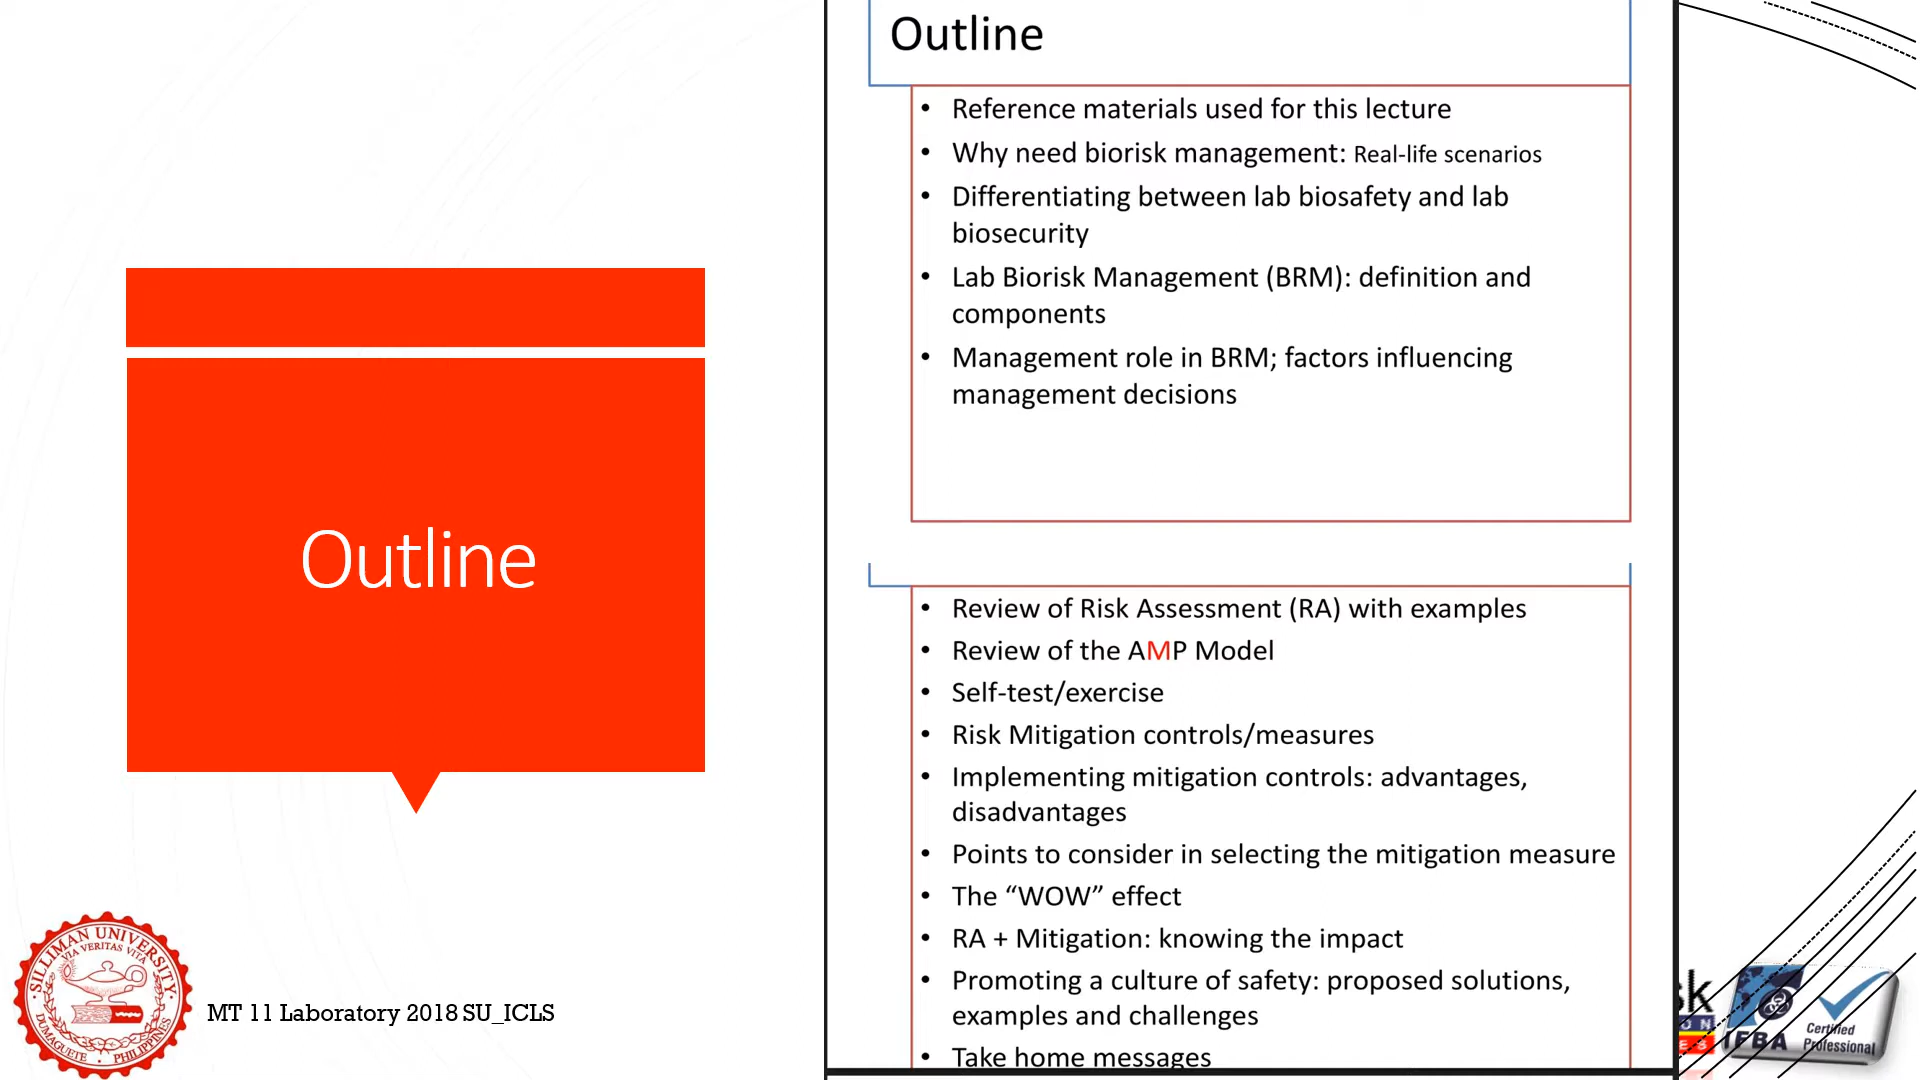 Outline
Outline
• Reference materials used for this lecture
• Why need biorisk management: Real-life scenarios
• Differentiating between lab biosafety and lab
biosecurity
• Lab Biorisk Management (BRM): definition and
components
• Management role in BRM; factors influencing
management decisions
• Review of Risk Assessment (RA) with examples
• Review of the AMP Model
• Self-test/exercise
• Risk Mitigation controls/measures
• Implementing mitigation controls: advantages,
disadvantages
• Points to consider in selecting the mitigation measure
• The “WOW” effect
• RA + Mitigation: knowing the impact
• Promoting a culture of safety: proposed solutions,
examples and challenges
• Take home messages
SILLIMAN UNIVERSITY
VIA VERITAS VITA
DUMAGUETE • PHILIPPINES
MT 11 Laboratory 2018 SU_ICLS
sk
ON
ES
IFBA
Certified
Professional